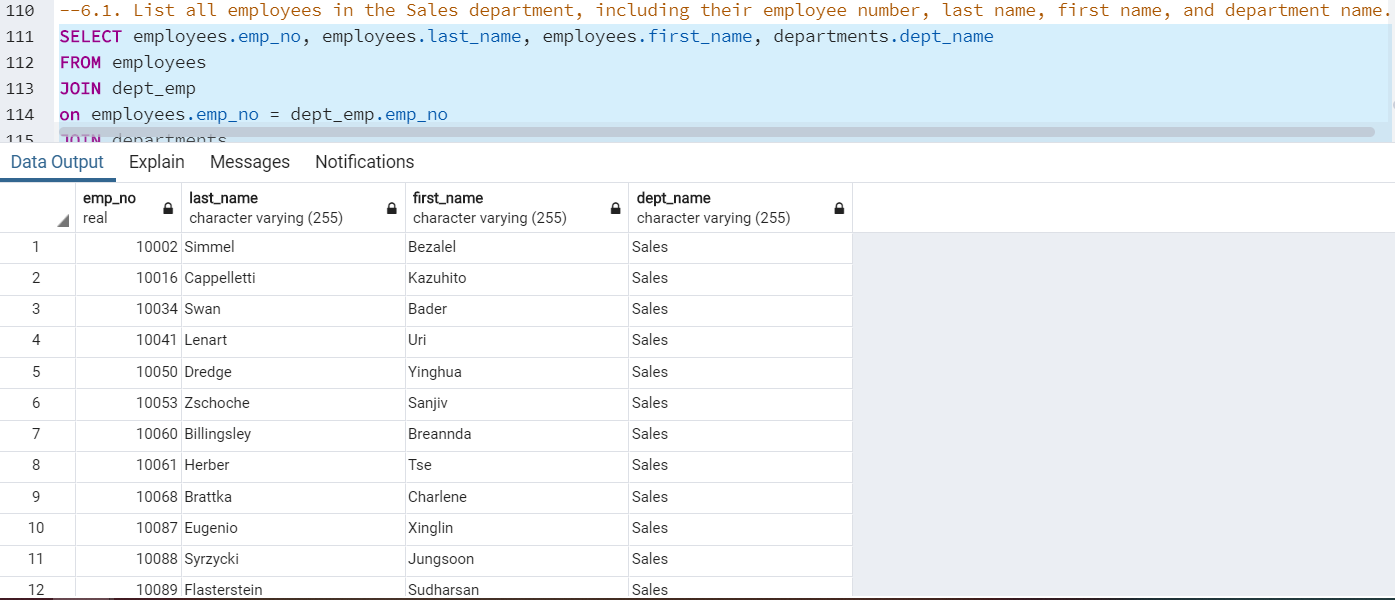 110 --6.1. List all employees in the Sales department, including their employee number, last name, first name, and department name.
111 SELECT employees.emp_no, employees.last_name, employees.first_name, departments.dept_name
112 FROM employees
113 JOIN dept_emp
114 on employees.emp_no = dept_emp.emp_no
115 JOIN departments
Data Output Explain Messages Notifications
emp_no last_name first_name dept_name
real character varying (255) character varying (255) character varying (255)
1 10002 Simmel Bezalel Sales
2 10016 Cappelletti Kazuhito Sales
3 10034 Swan Bader Sales
4 10041 Lenart Uri Sales
5 10050 Dredge Yinghua Sales
6 10053 Zschoche Sanjiv Sales
7 10060 Billingsley Breannda Sales
8 10061 Herber Tse Sales
9 10068 Brattka Charlene Sales
10 10087 Eugenio Xinglin Sales
11 10088 Syrzycki Jungsoon Sales
12 10089 Flasterstein Sudharsan Sales